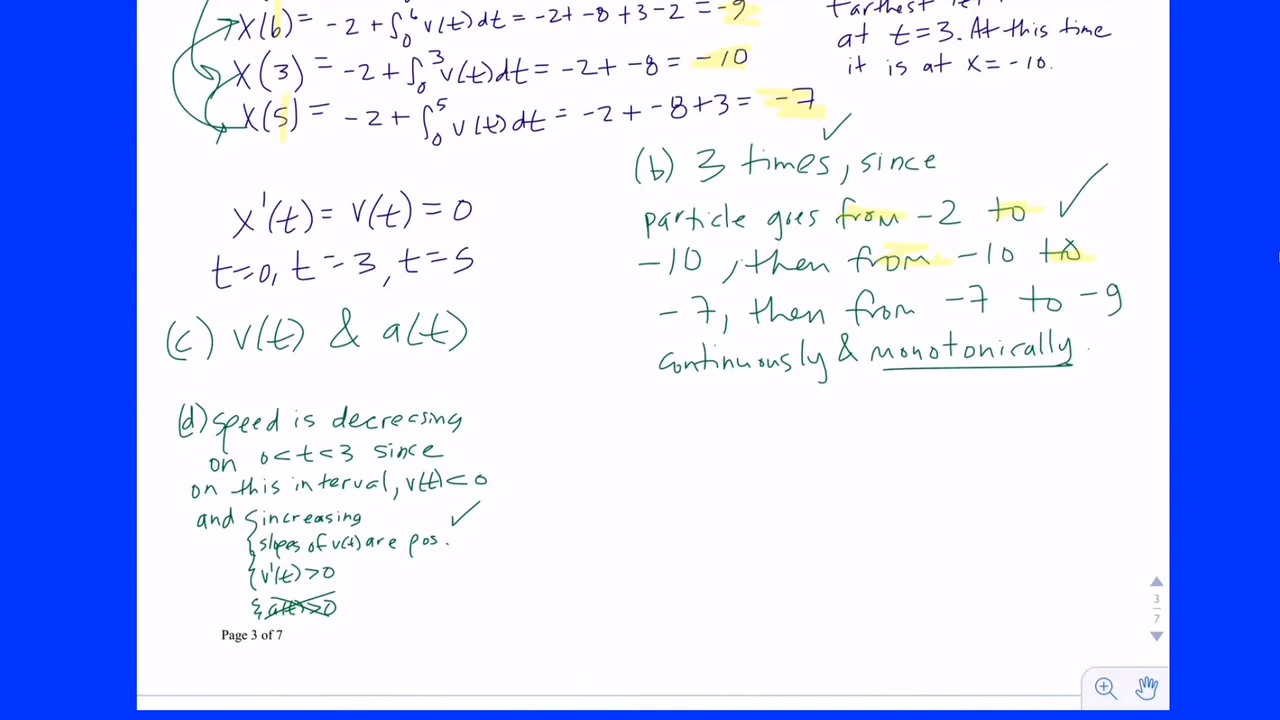 X(6) = -2 + ∫₀⁶ v(t)dt = -2+ -8 +3 -2 = -9
X(3) = -2 + ∫₀³ v(t)dt = -2 + -8 = -10
X(5) = -2 + ∫₀⁵ v(t)dt = -2 + -8 + 3 = -7
at t = 3. At this time
it is at x = -10.
(b) 3 times, since
particle goes from -2 to
-10, then from -10 to
-7, then from -7 to -9
continuously & monotonically.
x'(t) = v(t) = 0
t=0, t = 3, t = 5
(c) v(t) & a(t)
(d) speed is decreasing
on 0 < t < 3 since
on this interval, v(t) < 0
and { increasing
{ slopes of v(t) are pos.
{ v'(t) > 0
{ a(t) > 0
Page 3 of 7
3
7